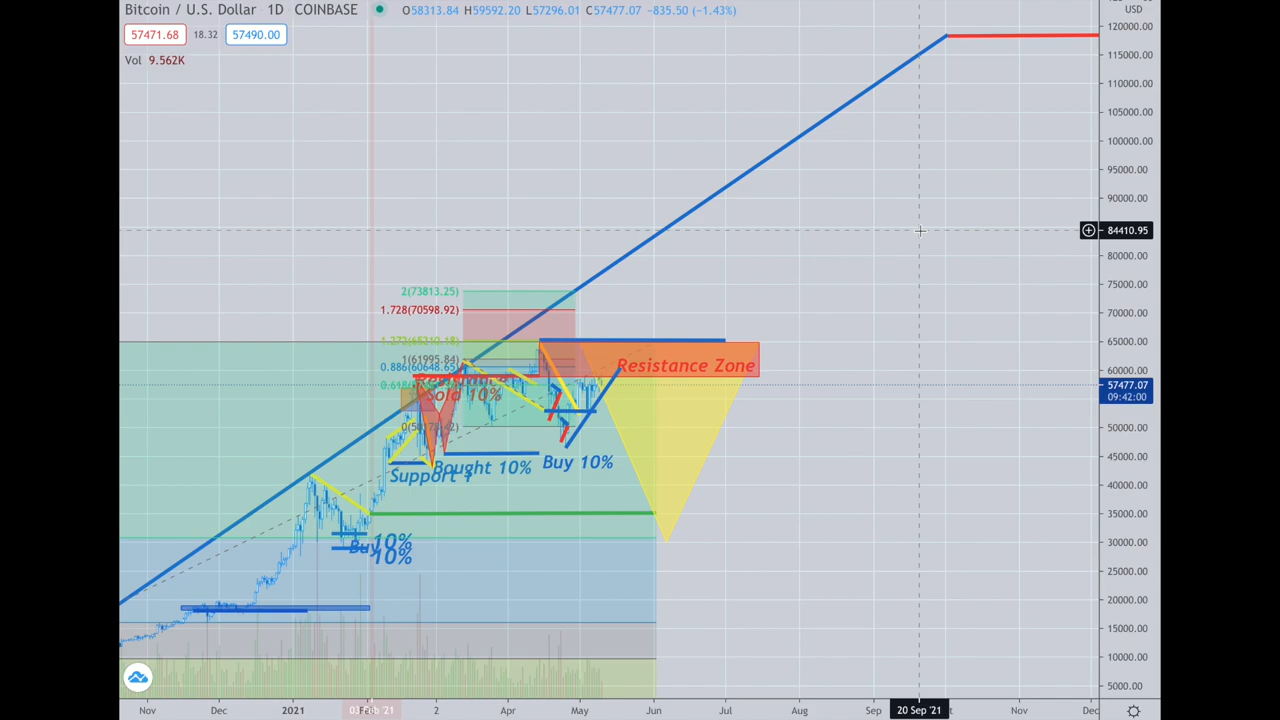 Bitcoin / U.S. Dollar 1D COINBASE O58313.84 H59592.20 L57296.01 C57477.07 −835.50 (−1.43%)
57471.68 18.32 57490.00
Vol 9.562K
USD
120000.00
115000.00
110000.00
105000.00
100000.00
95000.00
90000.00
84410.95
80000.00
75000.00
70000.00
65000.00
60000.00
57477.07
09:42:00
50000.00
45000.00
40000.00
35000.00
30000.00
25000.00
20000.00
15000.00
10000.00
5000.00
2(73813.25)
1.728(70598.92)
1(61995.84)
0.886(60648.65)
Resistance Zone
Sold 10%
Bought 10%
Buy 10%
Support
10%
Buy
10%
Nov Dec 2021 03 Feb '21 2 Apr May Jun Jul Aug Sep 20 Sep '21 Nov Dec